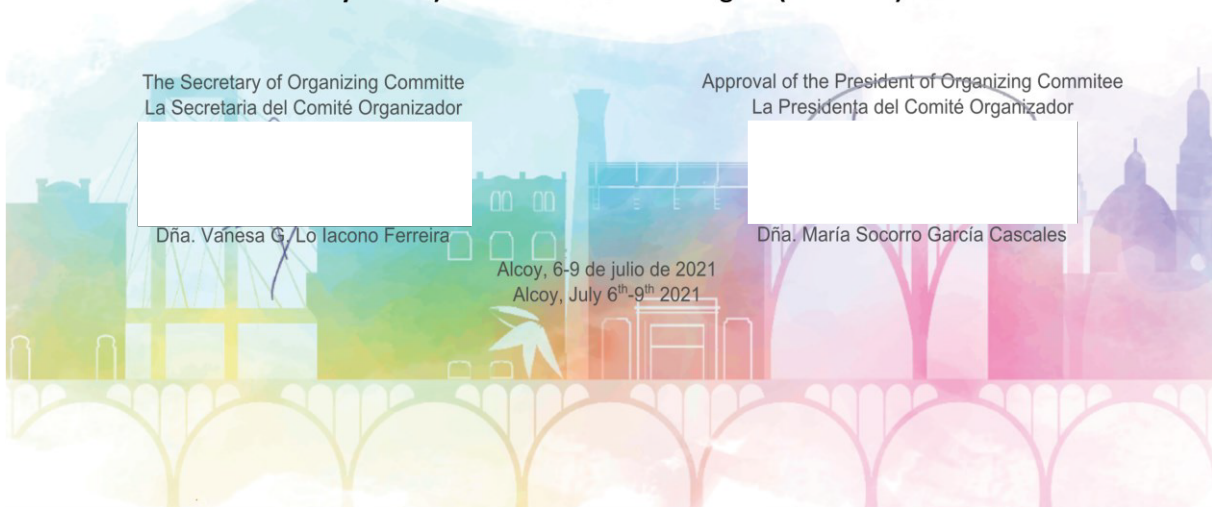 The Secretary of Organizing Committe
La Secretaria del Comité Organizador
Dña. Vanesa G. Lo Iacono Ferreira
Approval of the President of Organizing Commitee
La Presidenta del Comité Organizador
Dña. María Socorro García Cascales
Alcoy, 6-9 de julio de 2021
Alcoy, July 6th-9th 2021